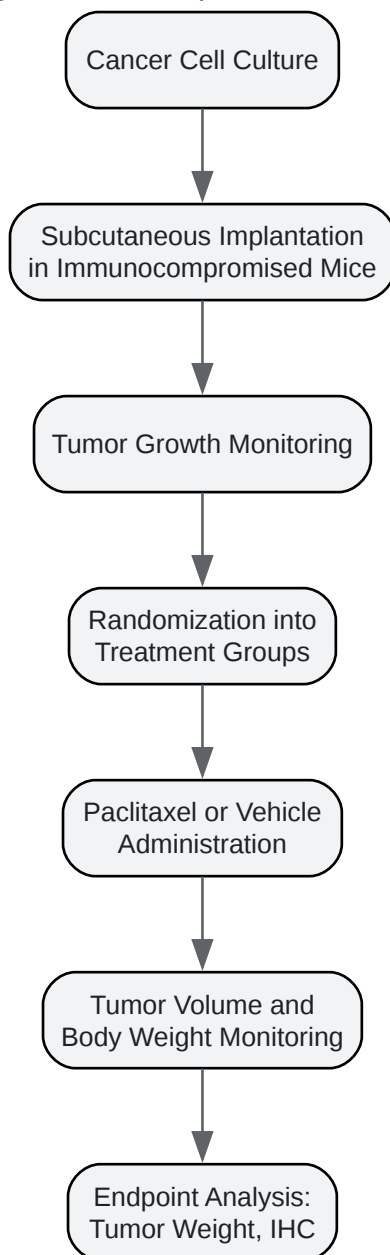 Cancer Cell Culture
Subcutaneous Implantation
in Immunocompromised Mice
Tumor Growth Monitoring
Randomization into
Treatment Groups
Paclitaxel or Vehicle
Administration
Tumor Volume and
Body Weight Monitoring
Endpoint Analysis:
Tumor Weight, IHC